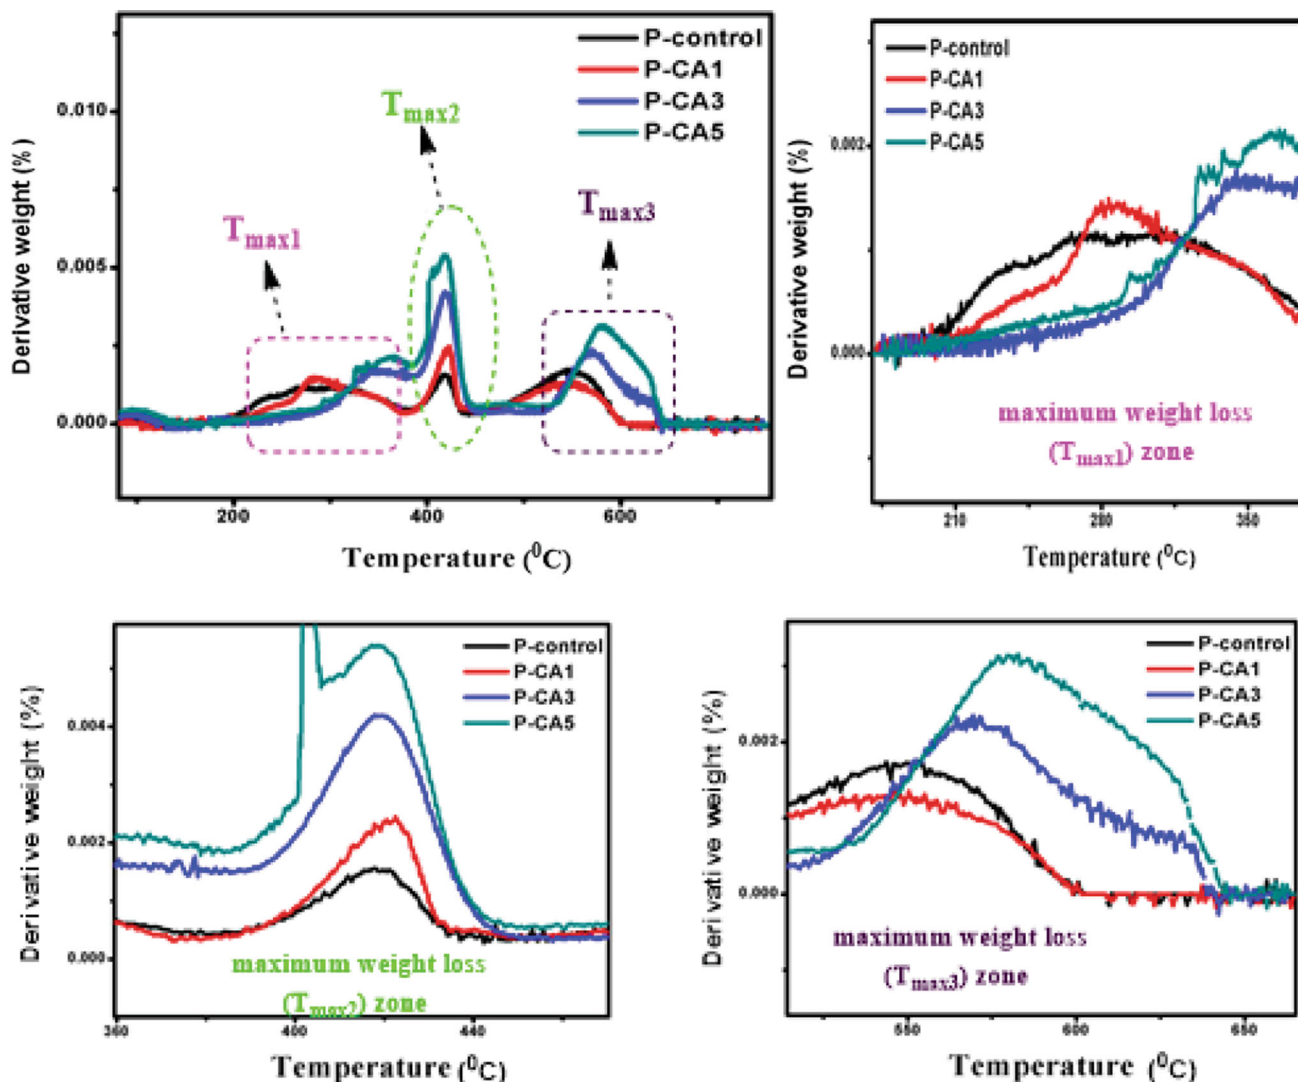 P-control
P-CA1
P-CA3
P-CA5
Tmax1
Tmax2
Tmax3
0.010
0.005
0.000
Derivative weight (%)
200
400
600
Temperature (⁰C)
P-control
P-CA1
P-CA3
P-CA5
0.002
0.000
Derivative weight (%)
maximum weight loss
(Tmax1) zone
210
280
350
Temperature (⁰C)
P-control
P-CA1
P-CA3
P-CA5
0.004
0.002
0.000
Derivative weight (%)
maximum weight loss
(Tmax2) zone
360
400
440
Temperature (⁰C)
P-control
P-CA1
P-CA3
P-CA5
0.002
0.000
Derivative weight (%)
maximum weight loss
(Tmax3) zone
550
600
650
Temperature (⁰C)